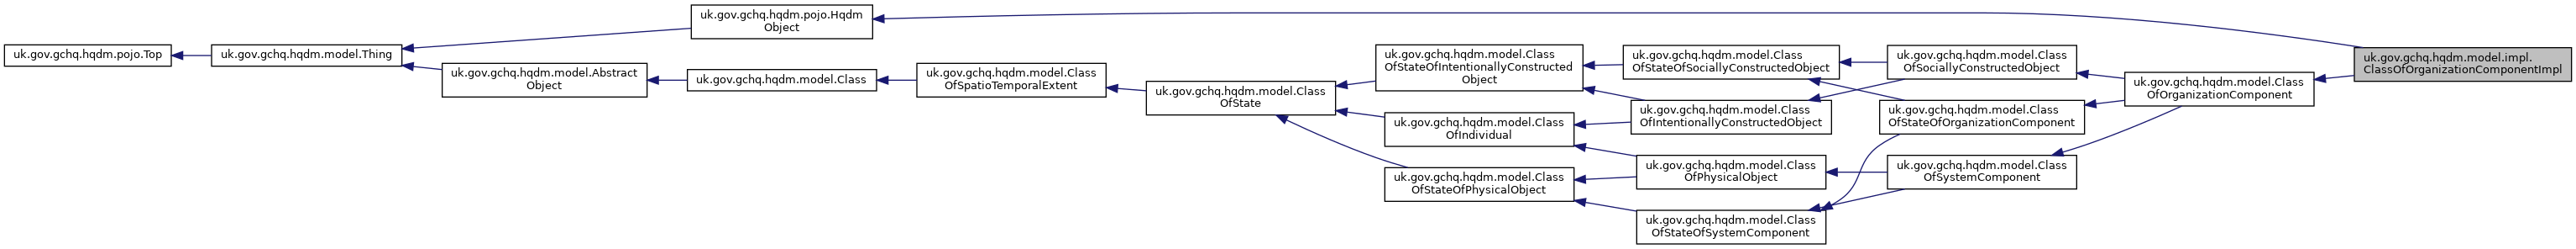 uk.gov.gchq.hqdm.pojo.Top
uk.gov.gchq.hqdm.model.Thing
uk.gov.gchq.hqdm.pojo.Hqdm
Object
uk.gov.gchq.hqdm.model.Abstract
Object
uk.gov.gchq.hqdm.model.Class
uk.gov.gchq.hqdm.model.Class
OfSpatioTemporalExtent
uk.gov.gchq.hqdm.model.Class
OfState
uk.gov.gchq.hqdm.model.Class
OfStateOfIntentionallyConstructed
Object
uk.gov.gchq.hqdm.model.Class
OfIndividual
uk.gov.gchq.hqdm.model.Class
OfStateOfPhysicalObject
uk.gov.gchq.hqdm.model.Class
OfStateOfSociallyConstructedObject
uk.gov.gchq.hqdm.model.Class
OfIntentionallyConstructedObject
uk.gov.gchq.hqdm.model.Class
OfPhysicalObject
uk.gov.gchq.hqdm.model.Class
OfStateOfSystemComponent
uk.gov.gchq.hqdm.model.Class
OfSociallyConstructedObject
uk.gov.gchq.hqdm.model.Class
OfStateOfOrganizationComponent
uk.gov.gchq.hqdm.model.Class
OfSystemComponent
uk.gov.gchq.hqdm.model.Class
OfOrganizationComponent
uk.gov.gchq.hqdm.model.impl.
ClassOfOrganizationComponentImpl